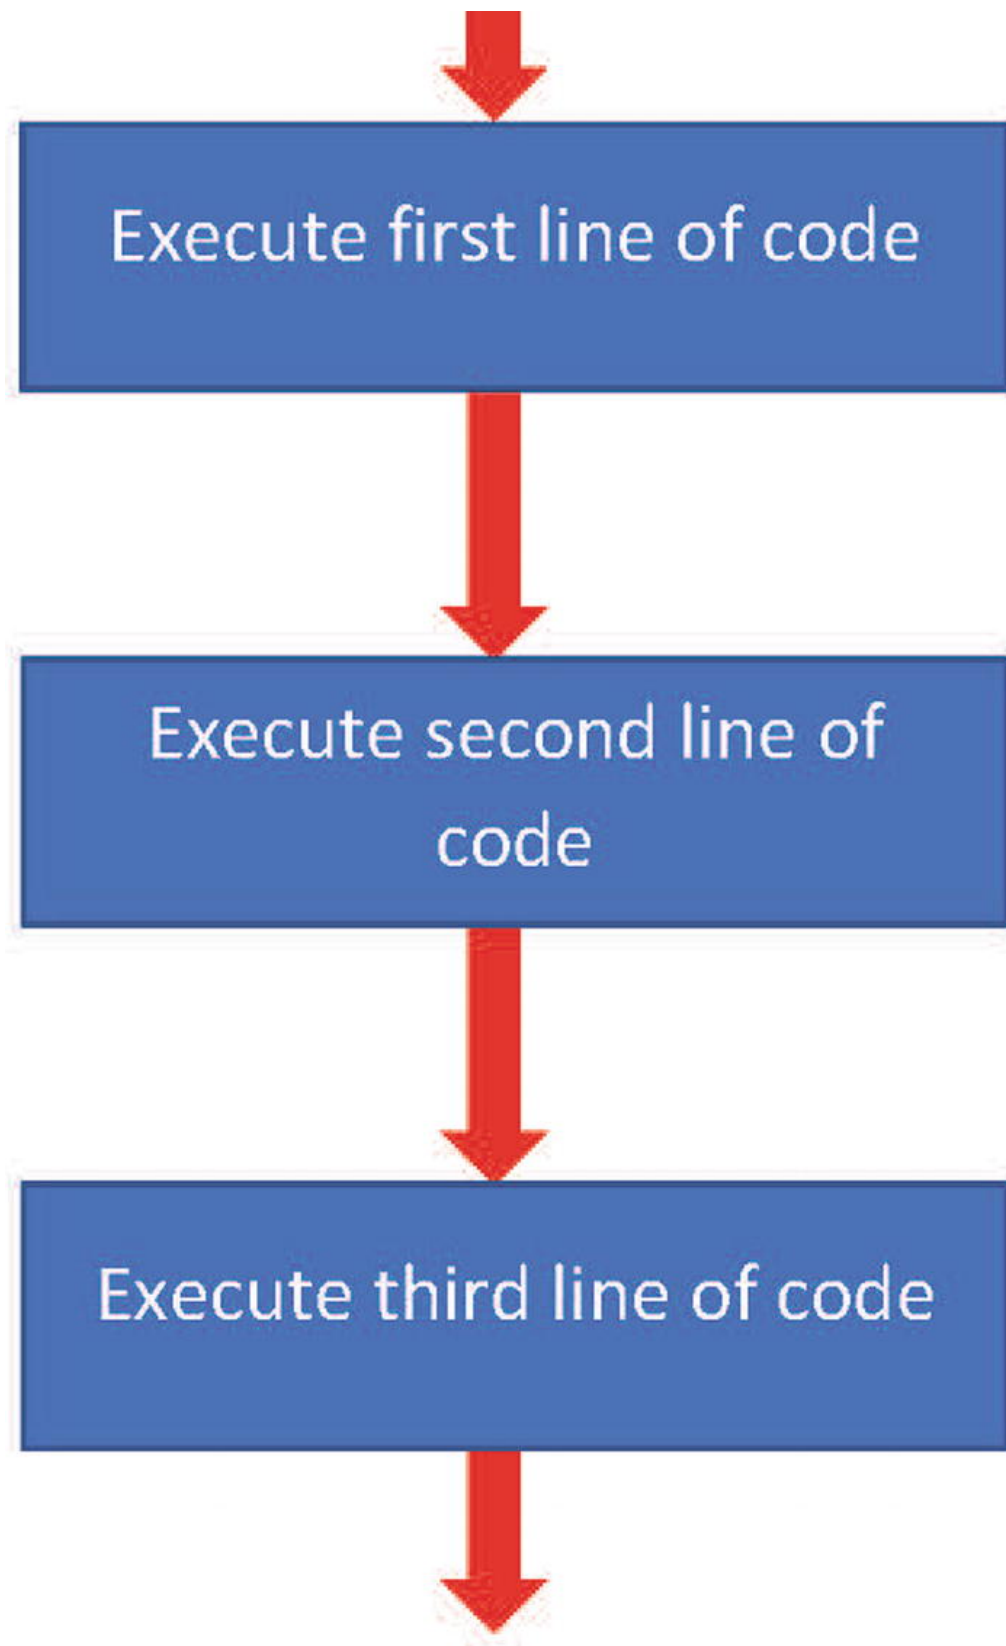 Execute first line of code
Execute second line of
code
Execute third line of code